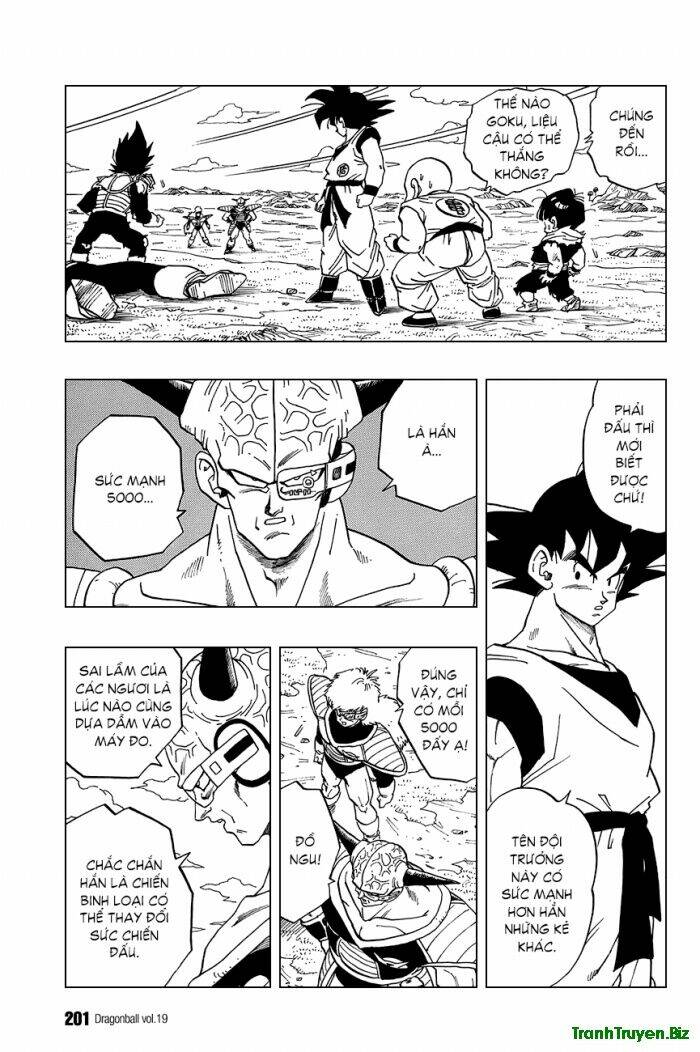 CHÚNG
ĐẾN
RỒI...
THẾ NÀO
GOKU, LIỆU
CẬU CÓ THỂ
THẮNG
KHÔNG?
PHẢI
ĐẤU THÌ
MỚI
BIẾT
ĐƯỢC
CHỨ!
TÊN ĐỘI
TRƯỞNG
NÀY CÓ
SỨC MẠNH
HƠN HẲN
NHỮNG KẺ
KHÁC.
LÀ HẮN
À...
SỨC MẠNH
5000...
ĐÚNG
VẬY, CHỈ
CÓ MỖI
5000
ĐẤY Ạ!
ĐỒ
NGU!
SAI LẦM CỦA
CÁC NGƯƠI LÀ
LÚC NÀO CŨNG
DỰA DẪM VÀO
MÁY ĐO.
CHẮC CHẮN
HẮN LÀ CHIẾN
BINH LOẠI CÓ
THỂ THAY ĐỔI
SỨC CHIẾN
ĐẤU.
201 Dragonball vol.19
TranhTruyen.Biz